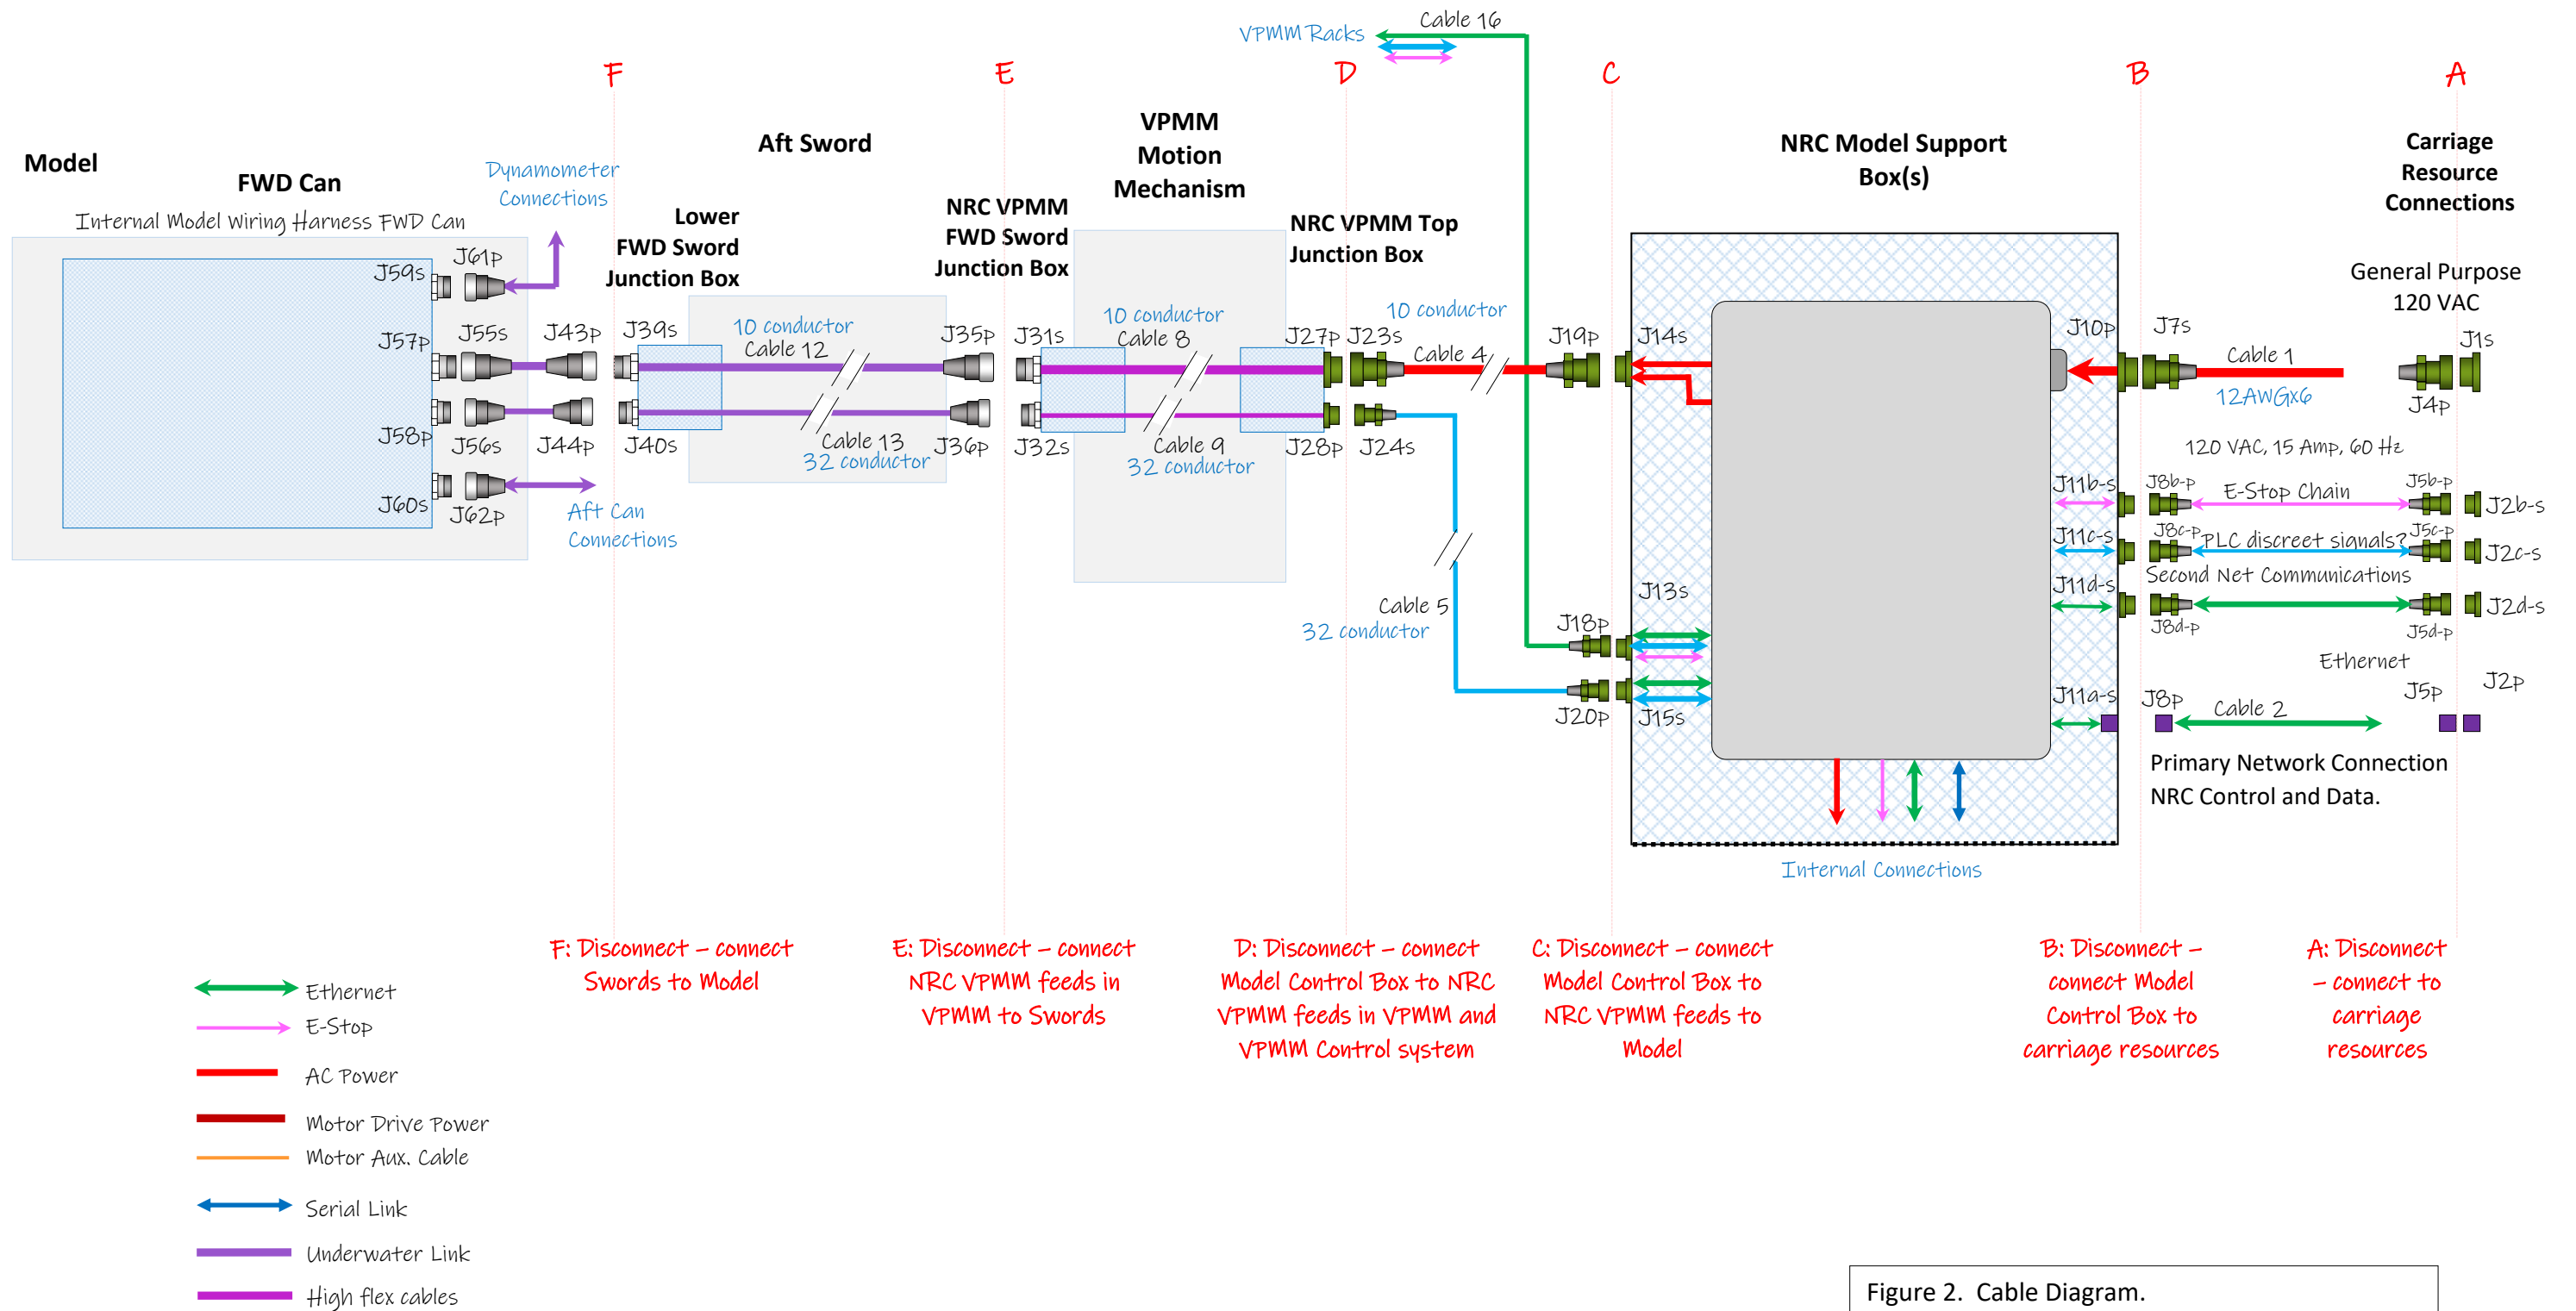 Cable 16
VPMM Racks
F
E
D
C
B
A
Model
FWD Can
Internal Model Wiring Harness FWD Can
Dynamometer
Connections
Aft Sword
Lower
FWD Sword
Junction Box
NRC VPMM
FWD Sword
Junction Box
VPMM
Motion
Mechanism
NRC VPMM Top
Junction Box
NRC Model Support
Box(s)
Carriage
Resource
Connections
General Purpose
120 VAC
J59s
J61p
J57p
J55s
J43p
J39s
10 conductor
Cable 12
J35p
J31s
10 conductor
Cable 8
J27p
J23s
10 conductor
Cable 4
J19p
J14s
J10p
J7s
Cable 1
12AWGx6
J1s
J4p
J58p
J56s
J44p
J40s
Cable 13
32 conductor
J36p
J32s
Cable 9
32 conductor
J28p
J24s
120 VAC, 15 Amp, 60 Hz
J60s
J62p
Aft Can
Connections
J11b-s
J8b-p
E-Stop Chain
J5b-p
J2b-s
J11c-s
J8c-p
PLC discreet signals?
J5c-p
J2c-s
J11d-s
Second Net Communications
J8d-p
J5d-p
J2d-s
Cable 5
32 conductor
J18p
J13s
J20p
J15s
Ethernet
J11a-s
J8p
Cable 2
J5p
J2p
Primary Network Connection
NRC Control and Data.
Internal Connections
F: Disconnect – connect
Swords to Model
E: Disconnect – connect
NRC VPMM feeds in
VPMM to Swords
D: Disconnect – connect
Model Control Box to NRC
VPMM feeds in VPMM and
VPMM Control system
C: Disconnect – connect
Model Control Box to
NRC VPMM feeds to
Model
B: Disconnect –
connect Model
Control Box to
carriage resources
A: Disconnect
– connect to
carriage
resources
Ethernet
E-Stop
AC Power
Motor Drive Power
Motor Aux. Cable
Serial Link
Underwater Link
High flex cables
Figure 2. Cable Diagram.